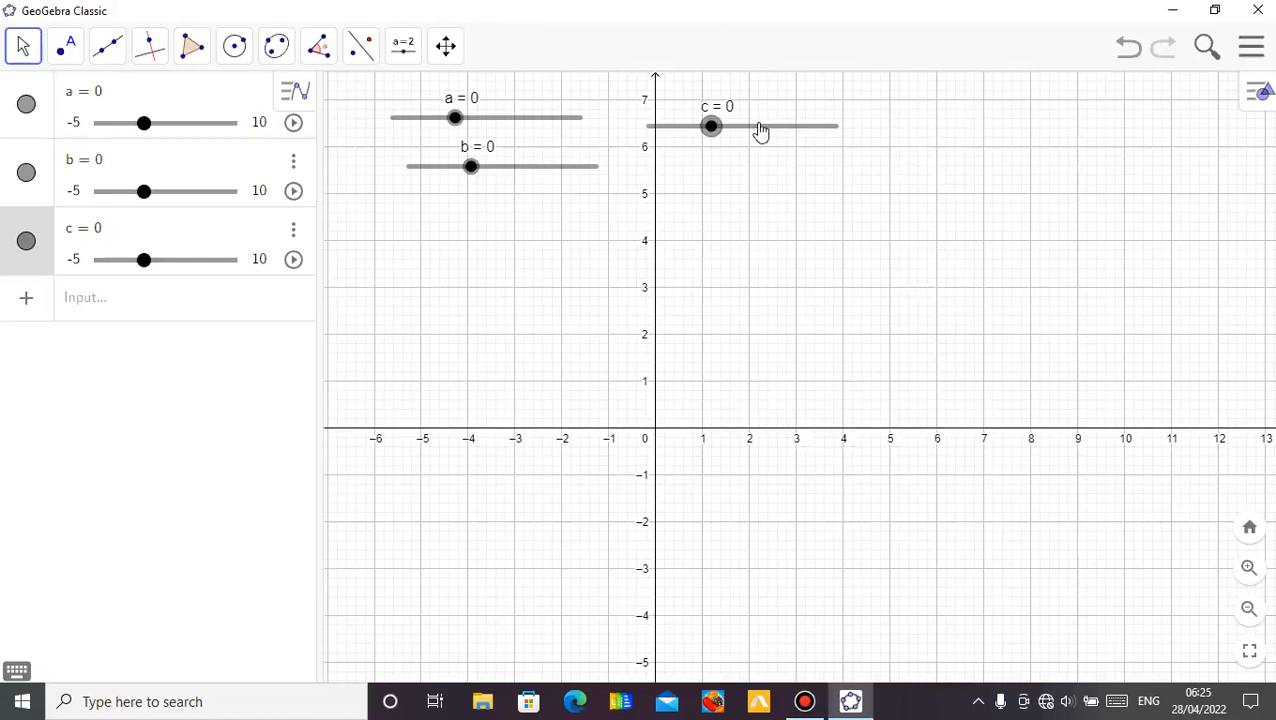 GeoGebra Classic
A
a=2
a = 0
-5
10
b = 0
-5
10
c = 0
-5
10
Input...
a = 0
b = 0
c = 0
7
6
5
4
3
2
1
-6 -5 -4 -3 -2 -1 0 1 2 3 4 5 6 7 8 9 10 11 12 13
-1
-2
-3
-4
-5
Type here to search
ENG
06:25
28/04/2022